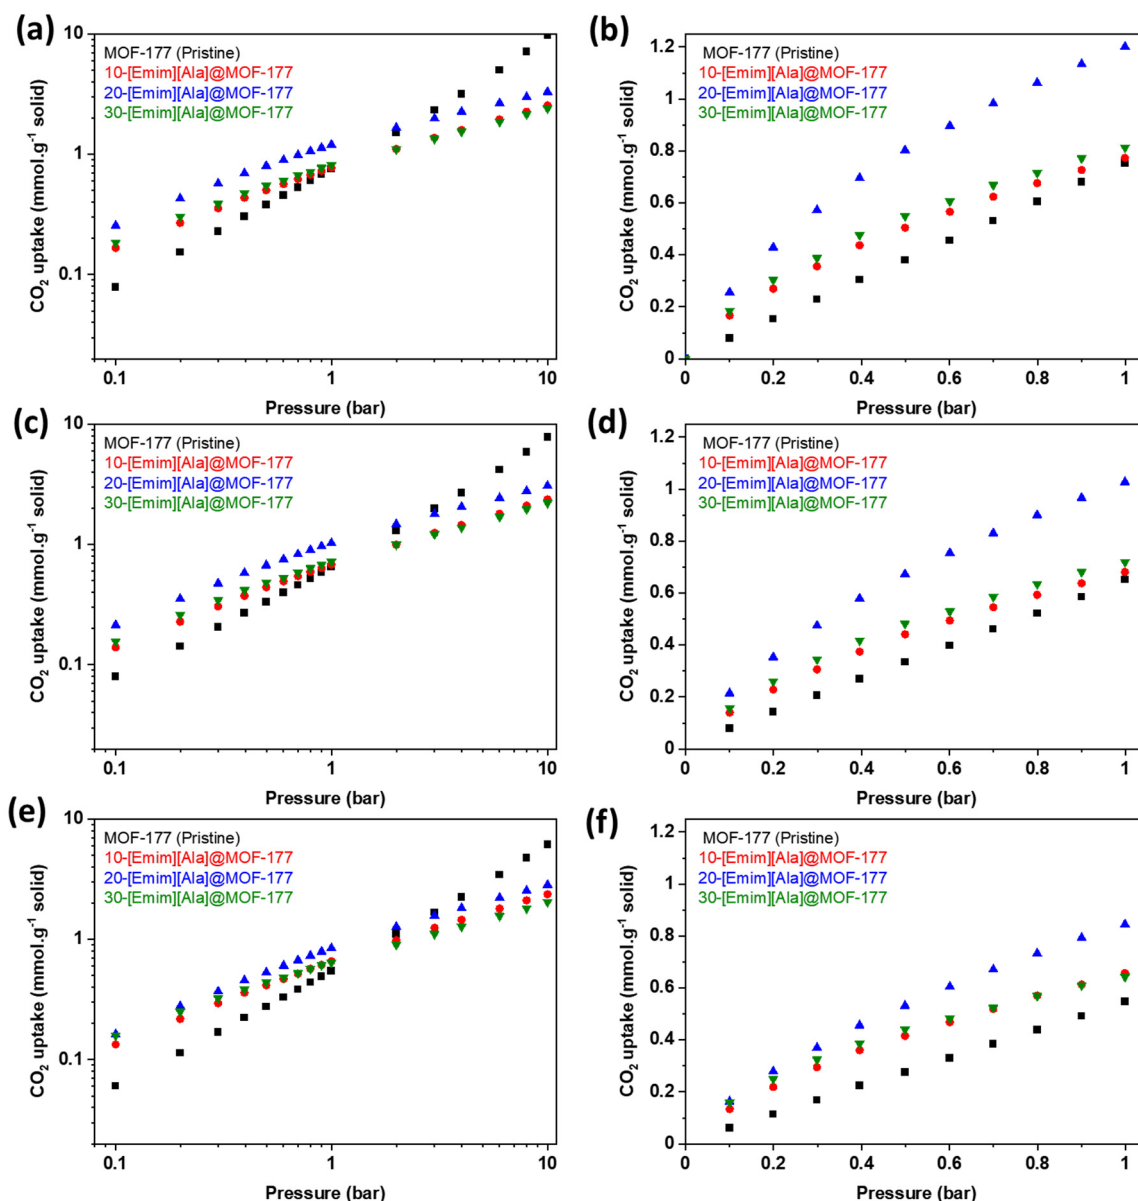 (a)
MOF-177 (Pristine)
10-[Emim][Ala]@MOF-177
20-[Emim][Ala]@MOF-177
30-[Emim][Ala]@MOF-177
10
1
0.1
CO₂ uptake (mmol.g⁻¹ solid)
0.1
1
10
Pressure (bar)
(b)
MOF-177 (Pristine)
10-[Emim][Ala]@MOF-177
20-[Emim][Ala]@MOF-177
30-[Emim][Ala]@MOF-177
1.2
1
0.8
0.6
0.4
0.2
0
CO₂ uptake (mmol.g⁻¹ solid)
0
0.2
0.4
0.6
0.8
1
Pressure (bar)
(c)
MOF-177 (Pristine)
10-[Emim][Ala]@MOF-177
20-[Emim][Ala]@MOF-177
30-[Emim][Ala]@MOF-177
10
1
0.1
CO₂ uptake (mmol.g⁻¹ solid)
0.1
1
10
Pressure (bar)
(d)
MOF-177 (Pristine)
10-[Emim][Ala]@MOF-177
20-[Emim][Ala]@MOF-177
30-[Emim][Ala]@MOF-177
1.2
1
0.8
0.6
0.4
0.2
0
CO₂ uptake (mmol.g⁻¹ solid)
0
0.2
0.4
0.6
0.8
1
Pressure (bar)
(e)
MOF-177 (Pristine)
10-[Emim][Ala]@MOF-177
20-[Emim][Ala]@MOF-177
30-[Emim][Ala]@MOF-177
10
1
0.1
CO₂ uptake (mmol.g⁻¹ solid)
0.1
1
10
Pressure (bar)
(f)
MOF-177 (Pristine)
10-[Emim][Ala]@MOF-177
20-[Emim][Ala]@MOF-177
30-[Emim][Ala]@MOF-177
1.2
1
0.8
0.6
0.4
0.2
0
CO₂ uptake (mmol.g⁻¹ solid)
0
0.2
0.4
0.6
0.8
1
Pressure (bar)